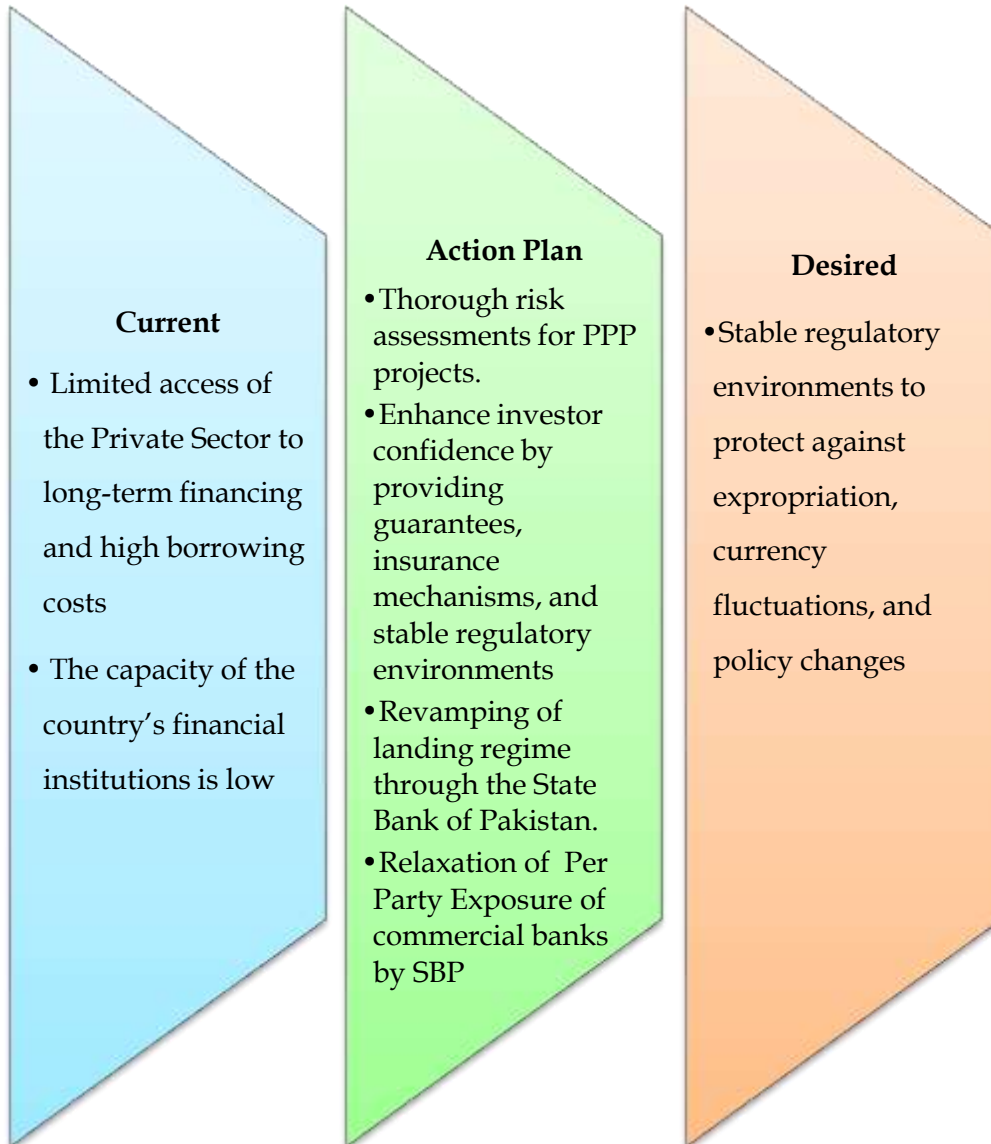 Current
• Limited access of
the Private Sector to
long-term financing
and high borrowing
costs
• The capacity of the
country’s financial
institutions is low
Action Plan
•Thorough risk
assessments for PPP
projects.
•Enhance investor
confidence by
providing
guarantees,
insurance
mechanisms, and
stable regulatory
environments
•Revamping of
landing regime
through the State
Bank of Pakistan.
•Relaxation of Per
Party Exposure of
commercial banks
by SBP
Desired
•Stable regulatory
environments to
protect against
expropriation,
currency
fluctuations, and
policy changes